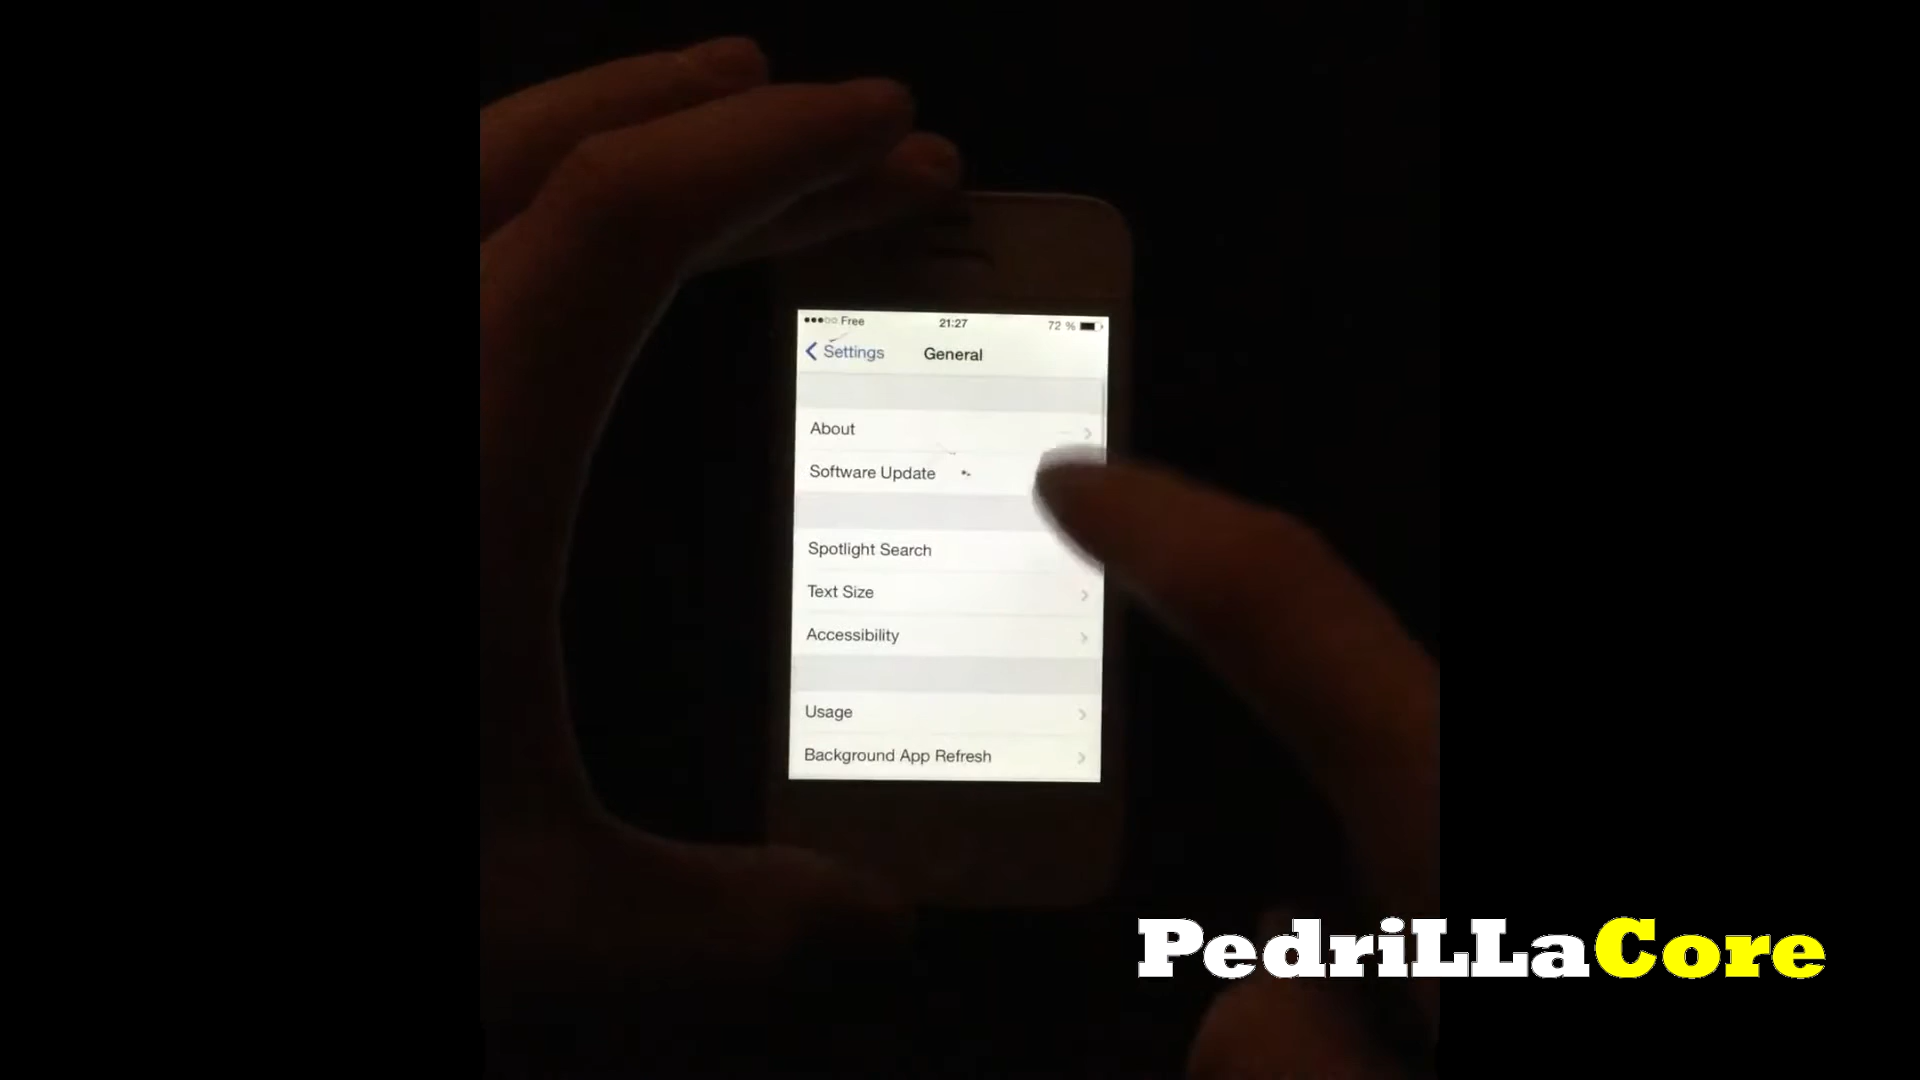 Free 21:27 72 %
Settings General
About
Software Update
Spotlight Search
Text Size
Accessibility
Usage
Background App Refresh
PedriLLaCore